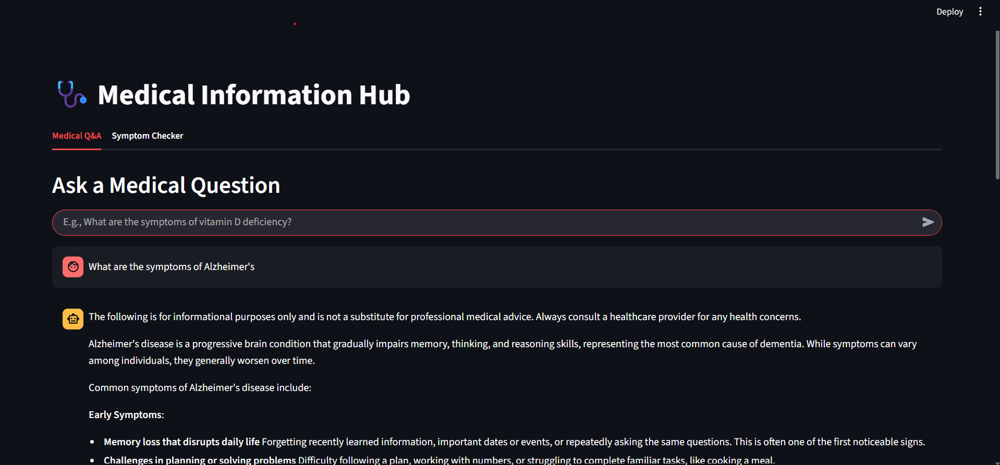 Deploy
Medical Information Hub
Medical Q&A Symptom Checker
Ask a Medical Question
E.g., What are the symptoms of vitamin D deficiency?
What are the symptoms of Alzheimer's
The following is for informational purposes only and is not a substitute for professional medical advice. Always consult a healthcare provider for any health concerns.
Alzheimer's disease is a progressive brain condition that gradually impairs memory, thinking, and reasoning skills, representing the most common cause of dementia. While symptoms can vary
among individuals, they generally worsen over time.
Common symptoms of Alzheimer's disease include:
Early Symptoms:
• Memory loss that disrupts daily life Forgetting recently learned information, important dates or events, or repeatedly asking the same questions. This is often one of the first noticeable signs.
• Challenges in planning or solving problems Difficulty following a plan, working with numbers, or struggling to complete familiar tasks, like cooking a meal.